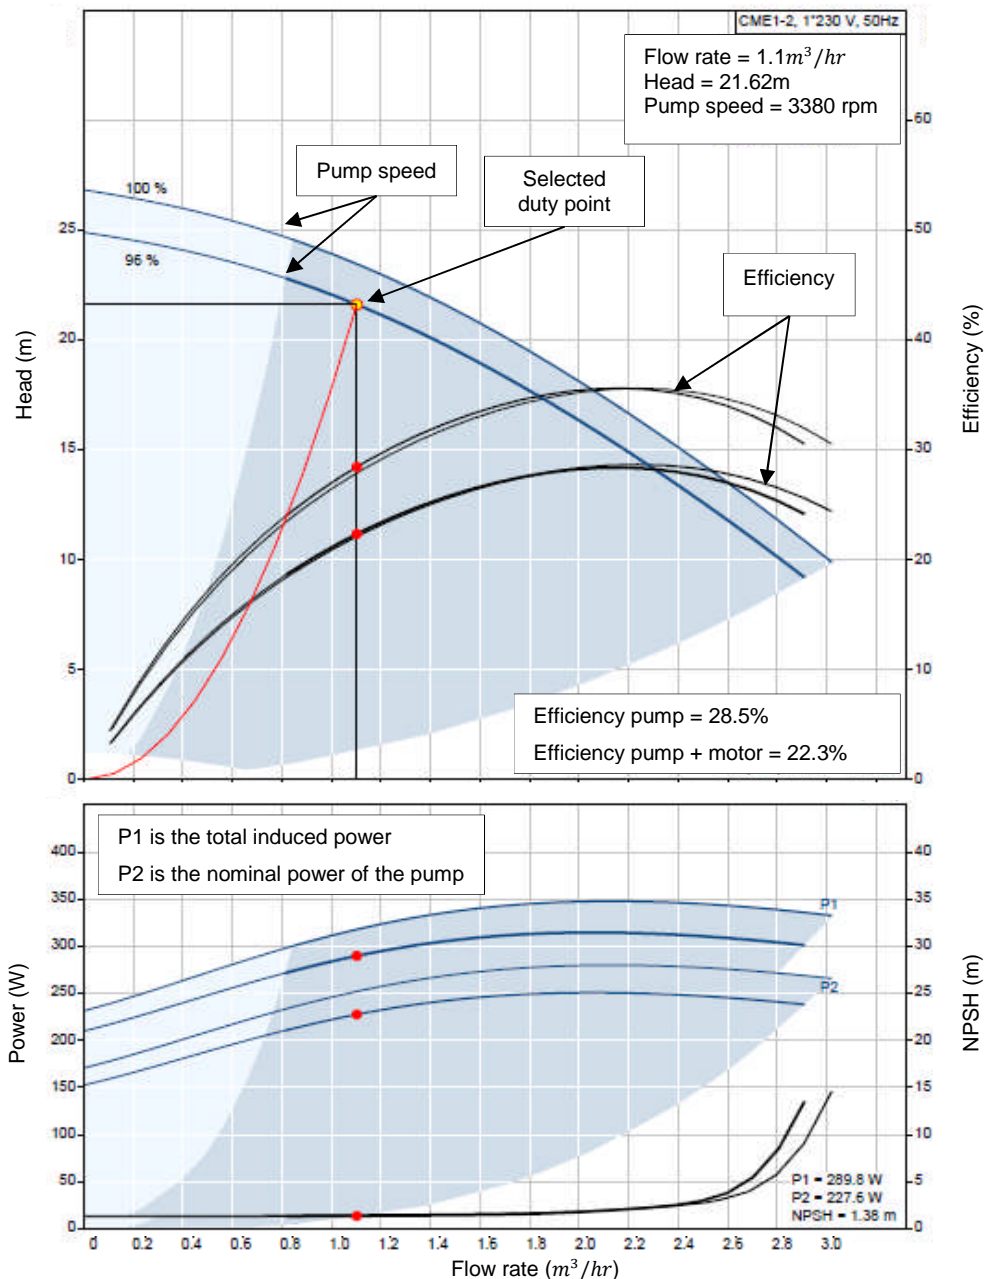 CME1-2, 1*230 V, 50Hz
Flow rate = 1.1m³/hr
Head = 21.62m
Pump speed = 3380 rpm
60
Pump speed
Selected
duty point
100 %
25
50
96 %
Efficiency
20
40
Head (m)
Efficiency (%)
15
30
10
20
5
10
Efficiency pump = 28.5%
Efficiency pump + motor = 22.3%
0
0
P1 is the total induced power
P2 is the nominal power of the pump
400
40
350
35
P1
300
30
250
25
P2
Power (W)
NPSH (m)
200
20
150
15
100
10
50
5
P1 = 289.8 W
P2 = 227.6 W
NPSH = 1.38 m
0
0
0 0.2 0.4 0.6 0.8 1.0 1.2 1.4 1.6 1.8 2.0 2.2 2.4 2.6 2.8 3.0
Flow rate (m³/hr)